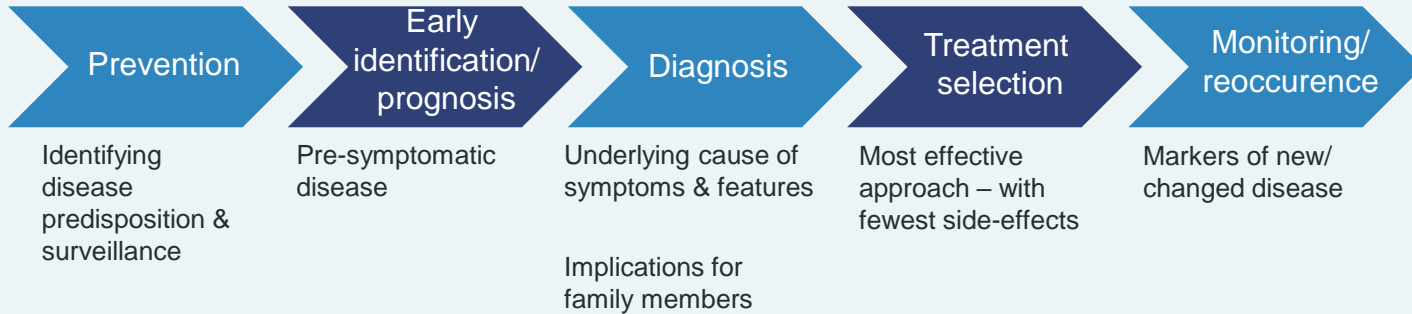 Prevention
Early
identification/
prognosis
Diagnosis
Treatment
selection
Monitoring/
reoccurence
Identifying
disease
predisposition &
surveillance
Pre-symptomatic
disease
Underlying cause of
symptoms & features
Implications for
family members
Most effective
approach – with
fewest side-effects
Markers of new/
changed disease